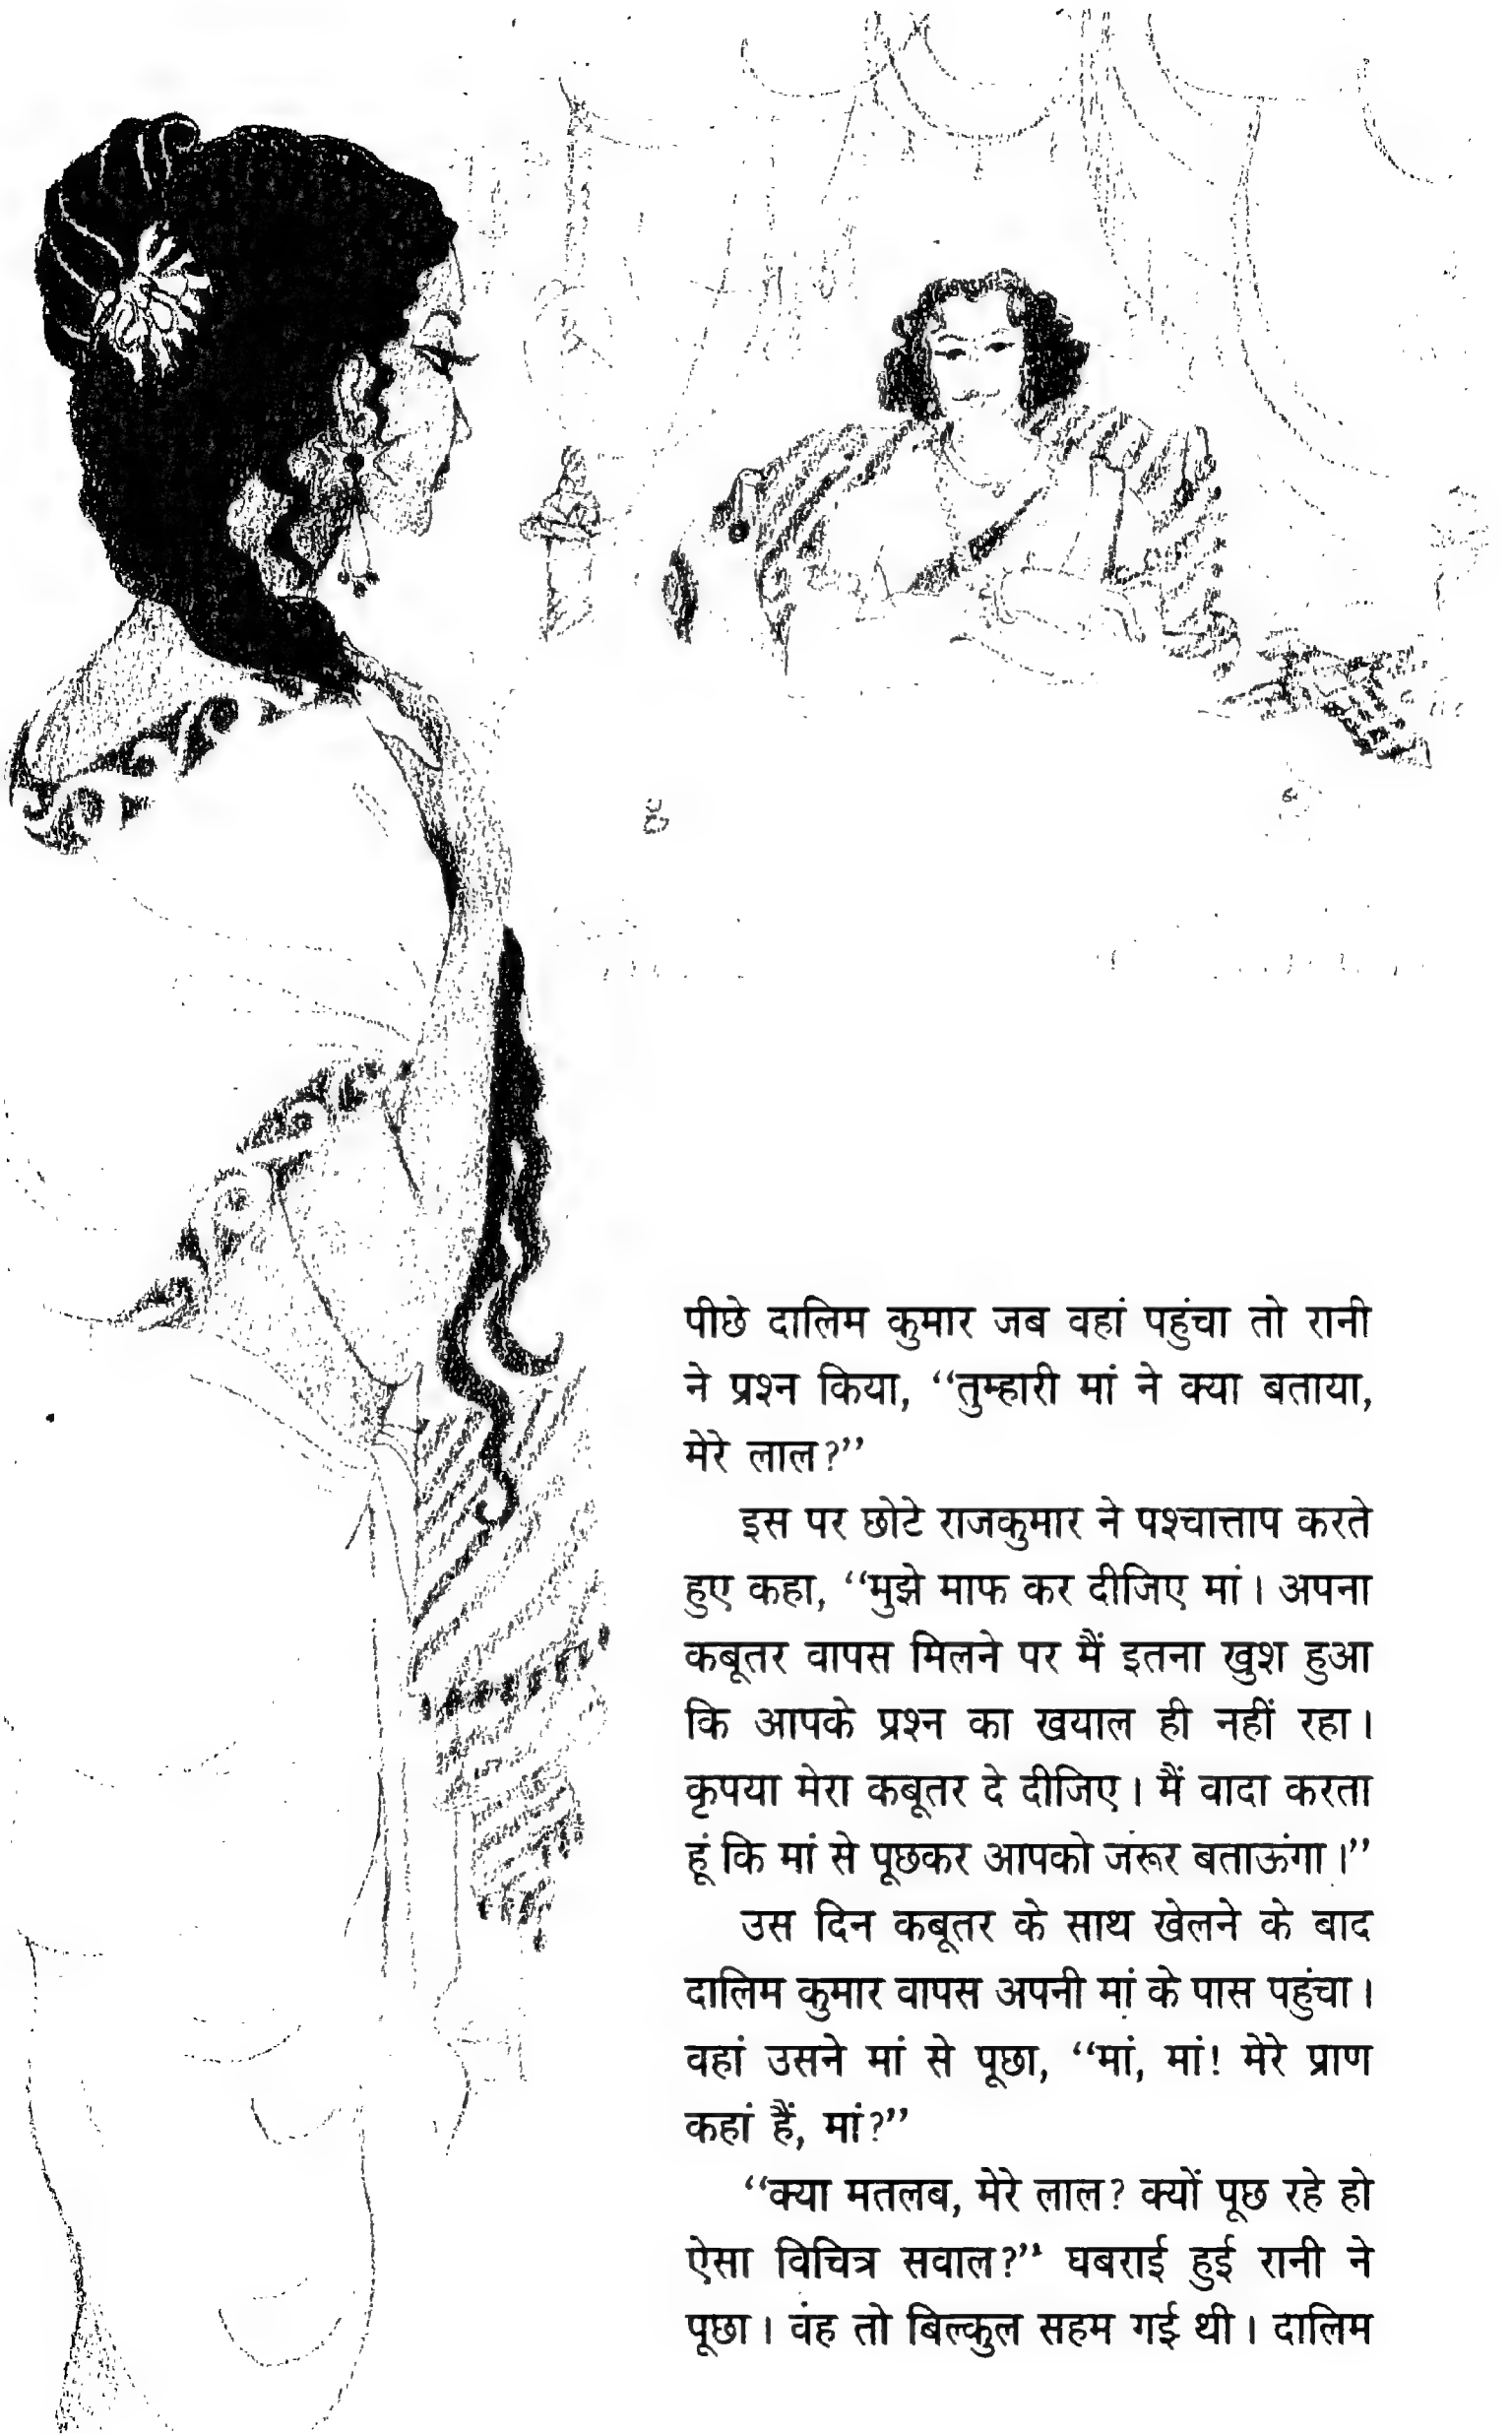 पीछे दालिम कुमार जब वहां पहुंचा तो रानी
ने प्रश्न किया, “तुम्हारी मां ने क्या बताया,
मेरे लाल?”
इस पर छोटे राजकुमार ने पश्चात्ताप करते
हुए कहा, “मुझे माफ कर दीजिए मां। अपना
कबूतर वापस मिलने पर मैं इतना खुश हुआ
कि आपके प्रश्न का खयाल ही नहीं रहा।
कृपया मेरा कबूतर दे दीजिए। मैं वादा करता
हूं कि मां से पूछकर आपको जरूर बताऊंगा।”
उस दिन कबूतर के साथ खेलने के बाद
दालिम कुमार वापस अपनी मां के पास पहुंचा।
वहां उसने मां से पूछा, “मां, मां! मेरे प्राण
कहां हैं, मां?”
“क्या मतलब, मेरे लाल? क्यों पूछ रहे हो
ऐसा विचित्र सवाल?” घबराई हुई रानी ने
पूछा। वह तो बिल्कुल सहम गई थी। दालिम